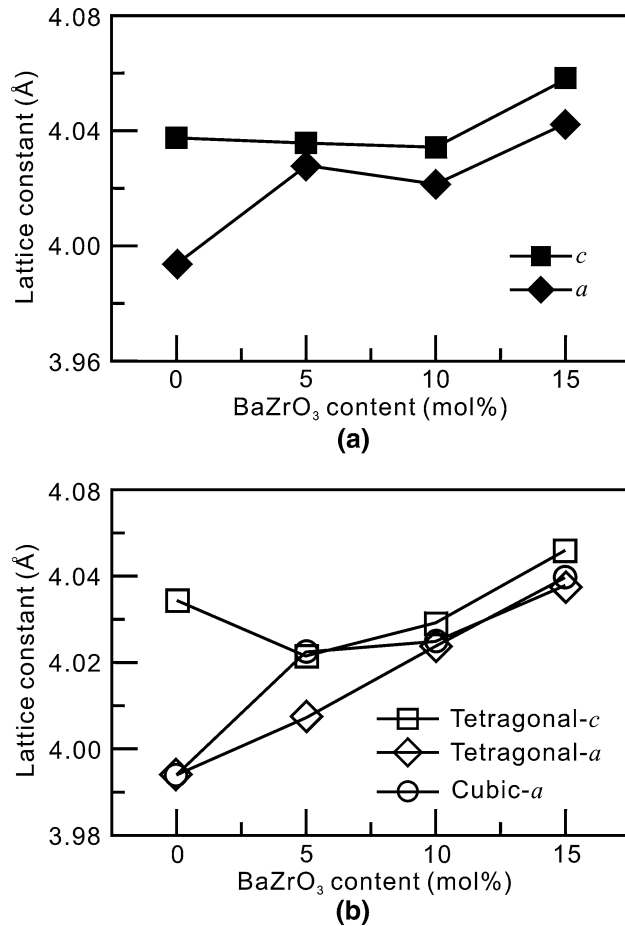 4.08
4.04
4.00
3.96
Lattice constant (Å)
c
a
0 5 10 15
BaZrO₃ content (mol%)
(a)
4.08
4.04
4.02
4.00
3.98
Lattice constant (Å)
Tetragonal-c
Tetragonal-a
Cubic-a
0 5 10 15
BaZrO₃ content (mol%)
(b)